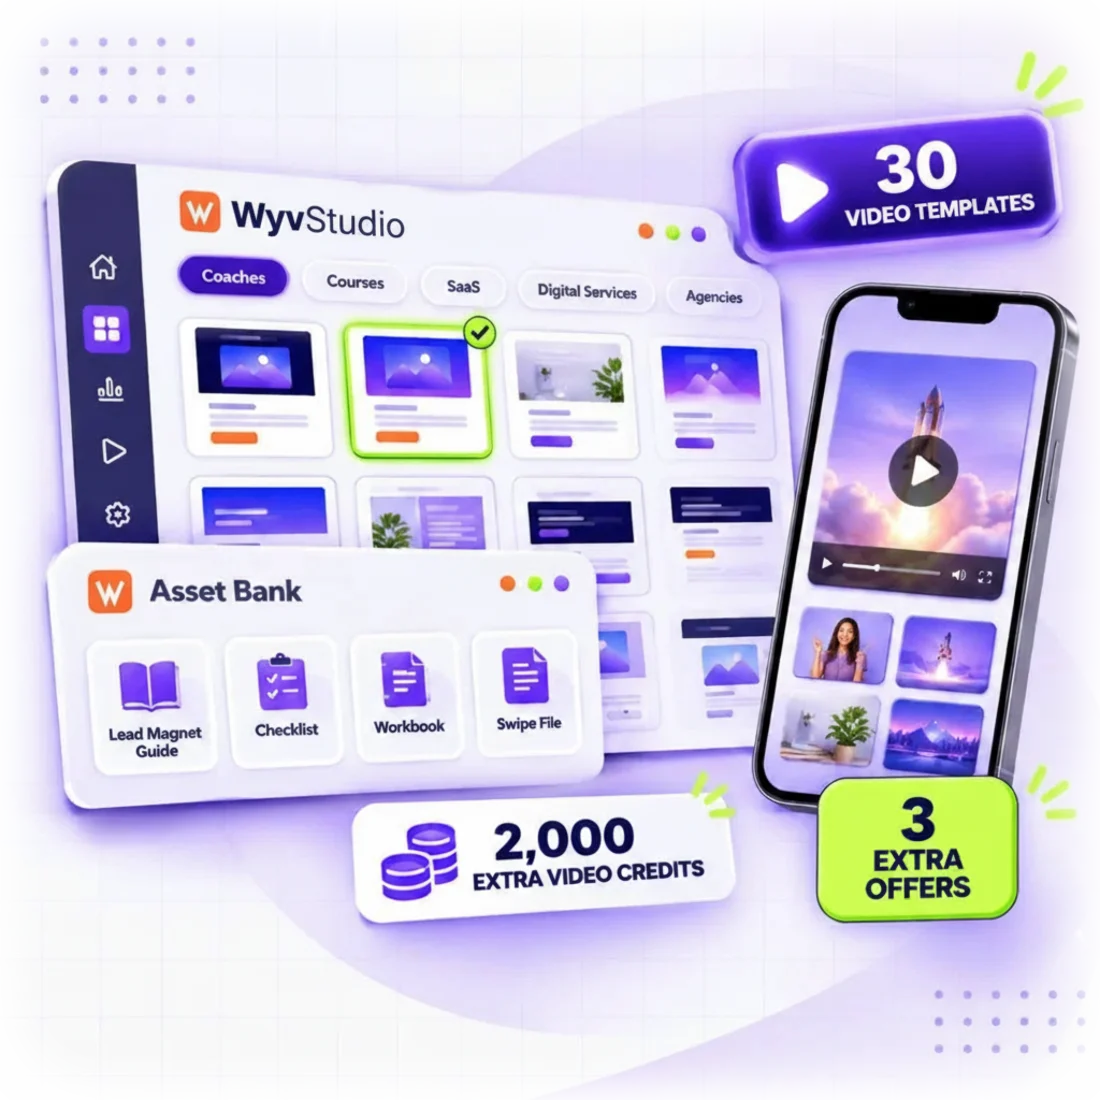 30
VIDEO TEMPLATES
W WyvStudio
Coaches
Courses
SaaS
Digital Services
Agencies
W Asset Bank
Lead Magnet
Guide
Checklist
Workbook
Swipe File
2,000
EXTRA VIDEO CREDITS
3
EXTRA
OFFERS